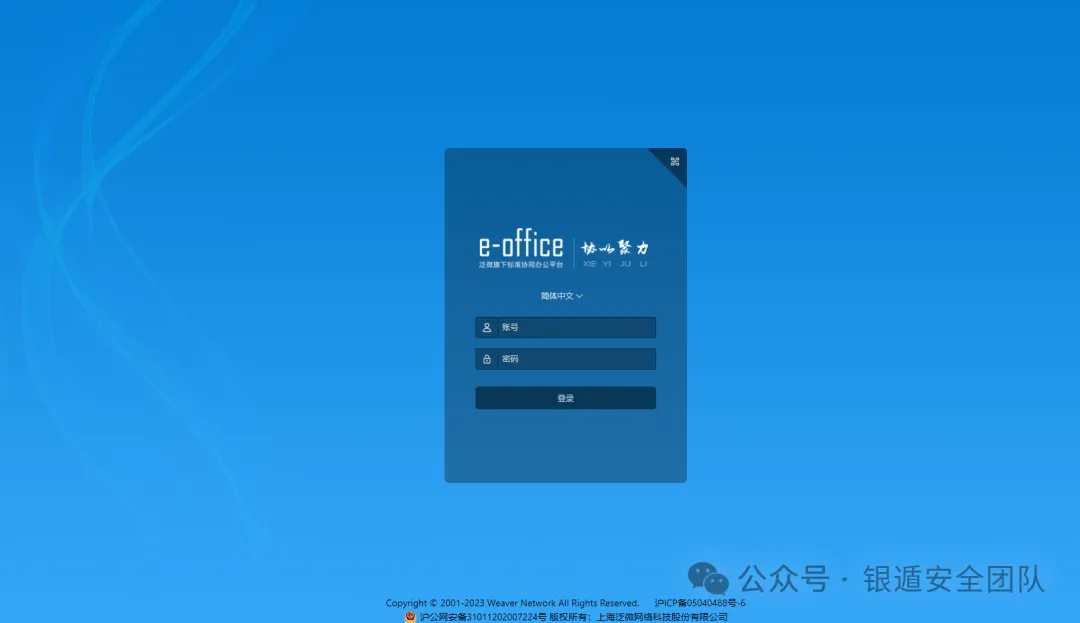 e-office
泛微旗下标准协同办公平台
协以聚力
XIE YI JU LI
简体中文
账号
密码
登录
公众号 · 银遁安全团队
Copyright © 2001-2023 Weaver Network All Rights Reserved. 沪ICP备05040488号-6
沪公网安备31011202007224号 版权所有：上海泛微网络科技股份有限公司